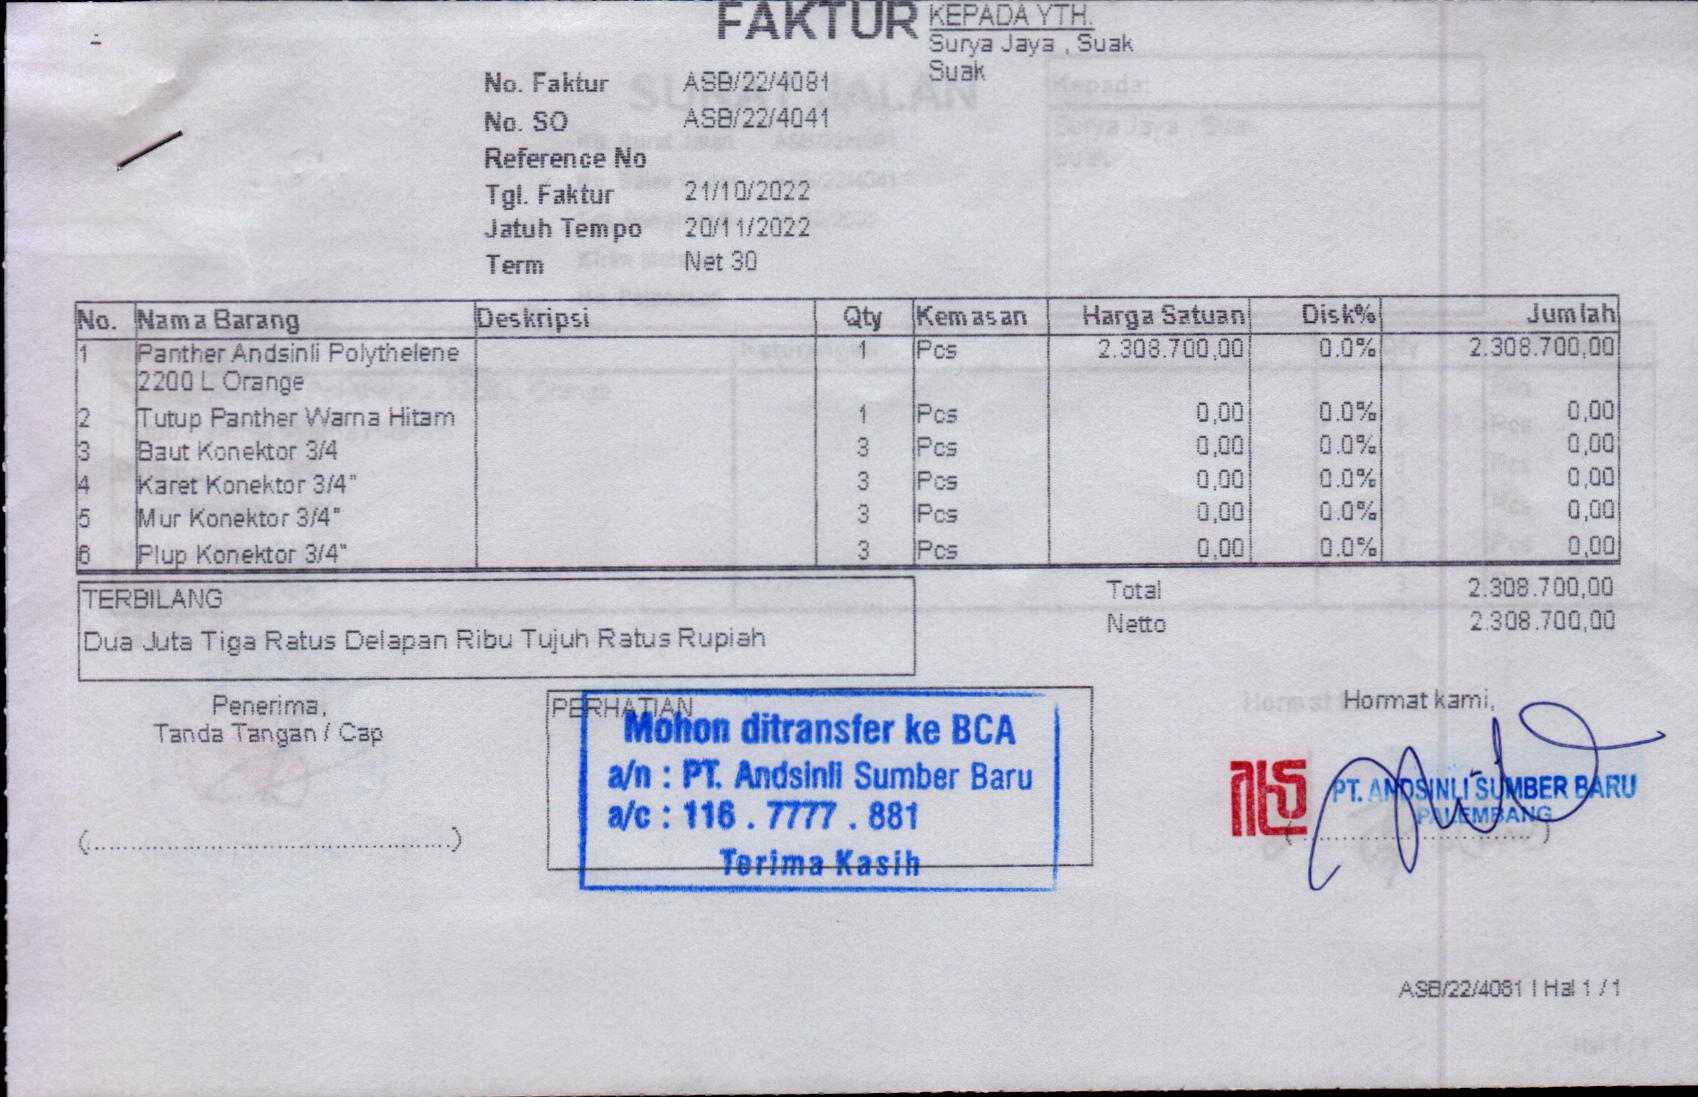 FAKTUR
KEPADA YTH.
Surya Jaya , Suak
Suak
No. Faktur ASB/22/4081
No. SO ASB/22/4041
Reference No
Tgl. Faktur 21/10/2022
Jatuh Tempo 20/11/2022
Term Net 30
No. Nama Barang Deskripsi Qty Kemasan Harga Satuan Disk% Jumlah
1 Panther Andsinli Polythelene 1 Pcs 2.308.700,00 0.0% 2.308.700,00
2200 L Orange
2 Tutup Panther Warna Hitam 1 Pcs 0,00 0.0% 0,00
3 Baut Konektor 3/4 3 Pcs 0,00 0.0% 0,00
4 Karet Konektor 3/4" 3 Pcs 0,00 0.0% 0,00
5 Mur Konektor 3/4" 3 Pcs 0,00 0.0% 0,00
6 Plup Konektor 3/4" 3 Pcs 0,00 0.0% 0,00
TERBILANG
Dua Juta Tiga Ratus Delapan Ribu Tujuh Ratus Rupiah
Total 2.308.700,00
Netto 2.308.700,00
Penerima,
Tanda Tangan / Cap
(..................................................)
PERHATIAN
Mohon ditransfer ke BCA
a/n : PT. Andsinli Sumber Baru
a/c : 116 . 7777 . 881
Terima Kasih
Hormat kami,
PT. ANDSINLI SUMBER BARU
PALEMBANG
ASB/22/4081 | Hal 1 / 1